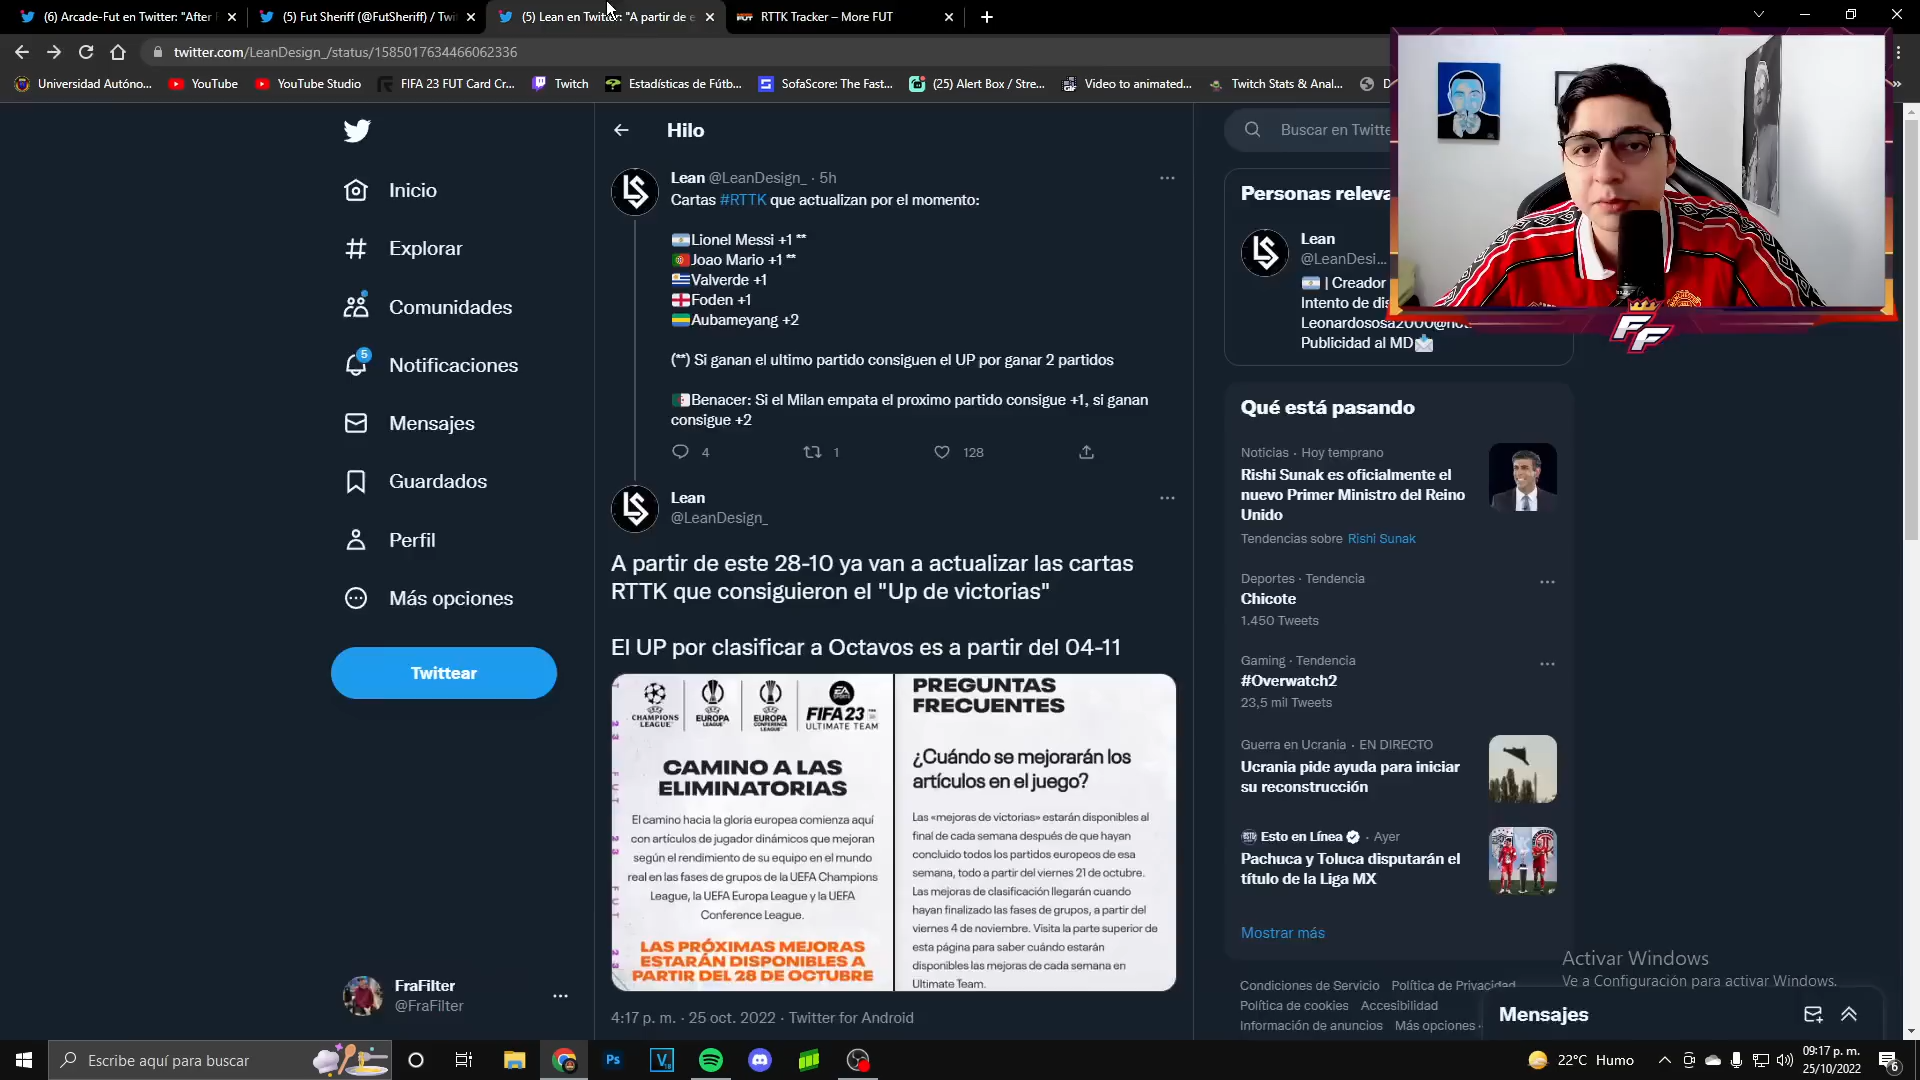 (6) Arcade-Fut en Twitter: "After
(5) Fut Sheriff (@FutSheriff) / Twit
(5) Lean en Twitter: "A partir de e
RTTK Tracker – More FUT
twitter.com/LeanDesign_/status/1585017634466062336
Universidad Autóno...
YouTube
YouTube Studio
FIFA 23 FUT Card Cr...
Twitch
Estadísticas de Fútb...
SofaScore: The Fast...
(25) Alert Box / Stre...
Video to animated...
Twitch Stats & Anal...
Inicio
Explorar
Comunidades
5
Notificaciones
Mensajes
Guardados
Perfil
Más opciones
Twittear
FraFilter
@FraFilter
Hilo
Lean @LeanDesign_ · 5h
Cartas #RTTK que actualizan por el momento:
Lionel Messi +1 **
Joao Mario +1 **
Valverde +1
Foden +1
Aubameyang +2
(**) Si ganan el ultimo partido consiguen el UP por ganar 2 partidos
Benacer: Si el Milan empata el proximo partido consigue +1, si ganan
consigue +2
4
1
128
Lean
@LeanDesign_
A partir de este 28-10 ya van a actualizar las cartas
RTTK que consiguieron el "Up de victorias"
El UP por clasificar a Octavos es a partir del 04-11
CHAMPIONS
LEAGUE
EUROPA
LEAGUE
EUROPA
CONFERENCE
LEAGUE
EA
SPORTS
FIFA 23
ULTIMATE TEAM
CAMINO A LAS
ELIMINATORIAS
El camino hacia la gloria europea comienza aquí
con artículos de jugador dinámicos que mejoran
según el rendimiento de su equipo en el mundo
real en las fases de grupos de la UEFA Champions
League, la UEFA Europa League y la UEFA
Conference League.
LAS PRÓXIMAS MEJORAS
ESTARÁN DISPONIBLES A
PARTIR DEL 28 DE OCTUBRE
PREGUNTAS
FRECUENTES
¿Cuándo se mejorarán los
artículos en el juego?
Las «mejoras de victorias» estarán disponibles al
final de cada semana después de que hayan
concluido todos los partidos europeos de esa
semana, todo a partir del viernes 21 de octubre.
Las mejoras de clasificación llegarán cuando
hayan finalizado las fases de grupos, a partir del
viernes 4 de noviembre. Visita la parte superior de
esta página para saber cuándo estarán
disponibles las mejoras de cada semana en
Ultimate Team.
4:17 p. m. · 25 oct. 2022 · Twitter for Android
Buscar en Twitte
Personas releva
Lean
@LeanDesi...
| Creador
Intento de dis
Leonardososa2000@hot
Publicidad al MD
FF
Qué está pasando
Noticias · Hoy temprano
Rishi Sunak es oficialmente el
nuevo Primer Ministro del Reino
Unido
Tendencias sobre Rishi Sunak
Deportes · Tendencia
Chicote
1.450 Tweets
Gaming · Tendencia
#Overwatch2
23,5 mil Tweets
Guerra en Ucrania · EN DIRECTO
Ucrania pide ayuda para iniciar
su reconstrucción
Esto en Línea · Ayer
Pachuca y Toluca disputarán el
título de la Liga MX
Mostrar más
Condiciones de Servicio Política de Privacidad
Política de cookies Accesibilidad
Información de anuncios Más opciones
Activar Windows
Ve a Configuración para activar Windows.
Mensajes
Escribe aquí para buscar
Ps
22°C Humo
09:17 p. m.
25/10/2022
6